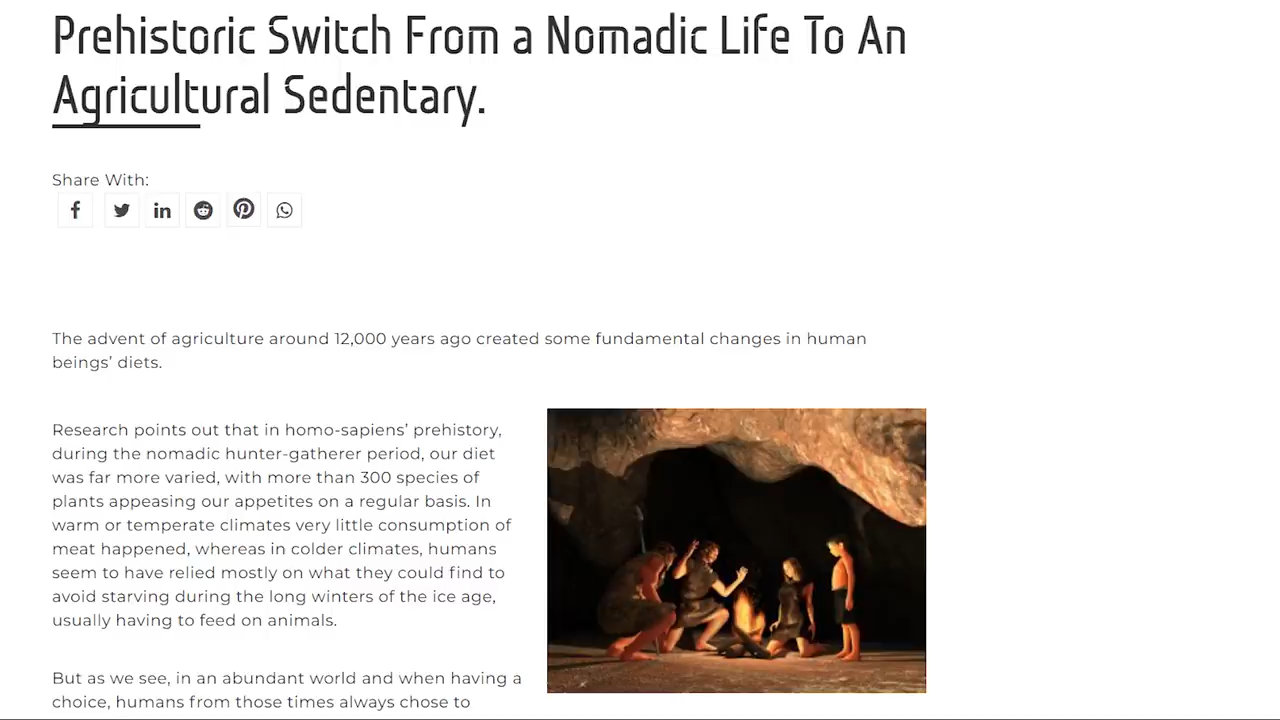 Prehistoric Switch From a Nomadic Life To An
Agricultural Sedentary.
Share With:
The advent of agriculture around 12,000 years ago created some fundamental changes in human
beings’ diets.
Research points out that in homo-sapiens’ prehistory,
during the nomadic hunter-gatherer period, our diet
was far more varied, with more than 300 species of
plants appeasing our appetites on a regular basis. In
warm or temperate climates very little consumption of
meat happened, whereas in colder climates, humans
seem to have relied mostly on what they could find to
avoid starving during the long winters of the ice age,
usually having to feed on animals.
But as we see, in an abundant world and when having a
choice, humans from those times always chose to